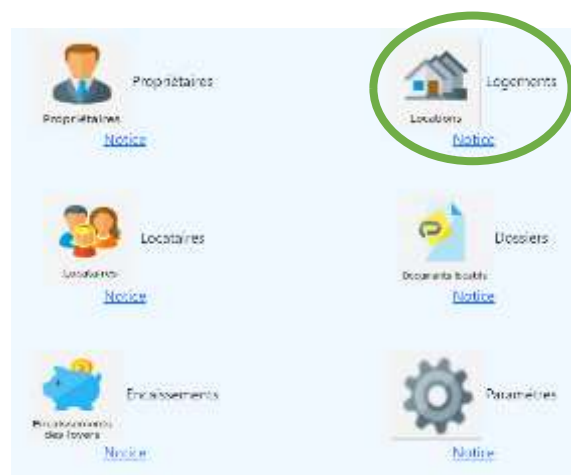 Propriétaires
Propriétaires
Notice
Logements
Locations
Notice
Locataires
Locataires
Notice
Dossiers
Documents locatifs
Notice
Encaissements
Encaissements
des loyers
Notice
Paramètres
Notice